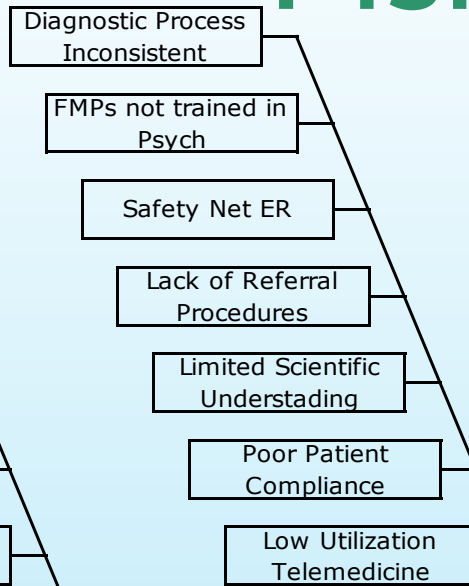 Diagnostic Process
Inconsistent
FMPs not trained in
Psych
Safety Net ER
Lack of Referral
Procedures
Limited Scientific
Understading
Poor Patient
Compliance
Low Utilization
Telemedicine